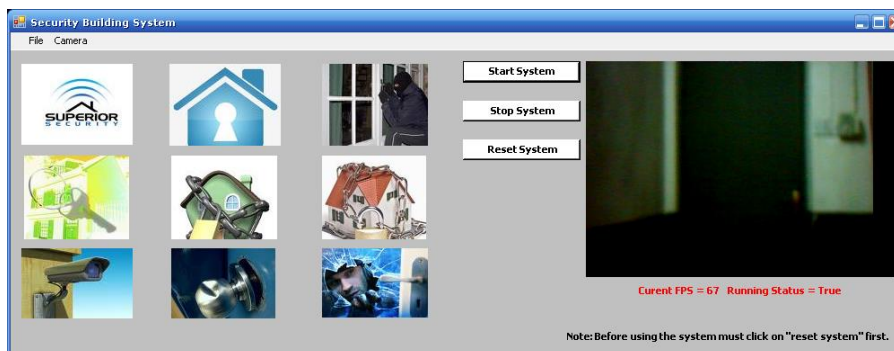 Security Building System
File Camera
SUPERIOR
SECURITY
Start System
Stop System
Reset System
Curent FPS = 67 Running Status = True
Note: Before using the system must click on "reset system" first.